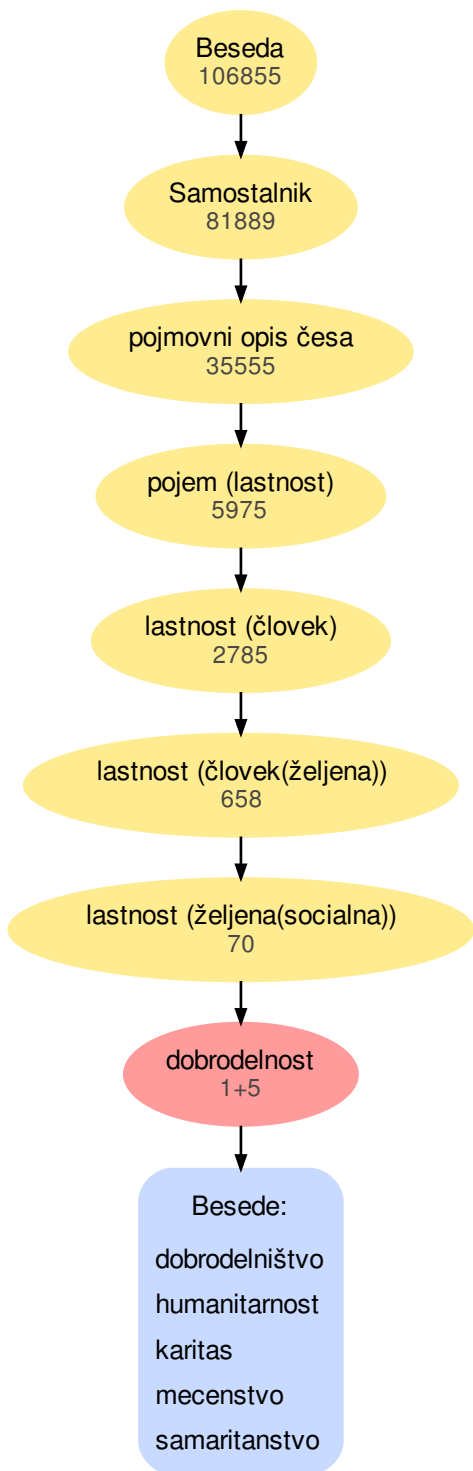 Beseda
106855
Samostalnik
81889
pojmovni opis česa
35555
pojem (lastnost)
5975
lastnost (človek)
2785
lastnost (človek(željena))
658
lastnost (željena(socialna))
70
dobrodelnost
1+5
Besede:
dobrodelništvo
humanitarnost
karitas
mecenstvo
samaritanstvo